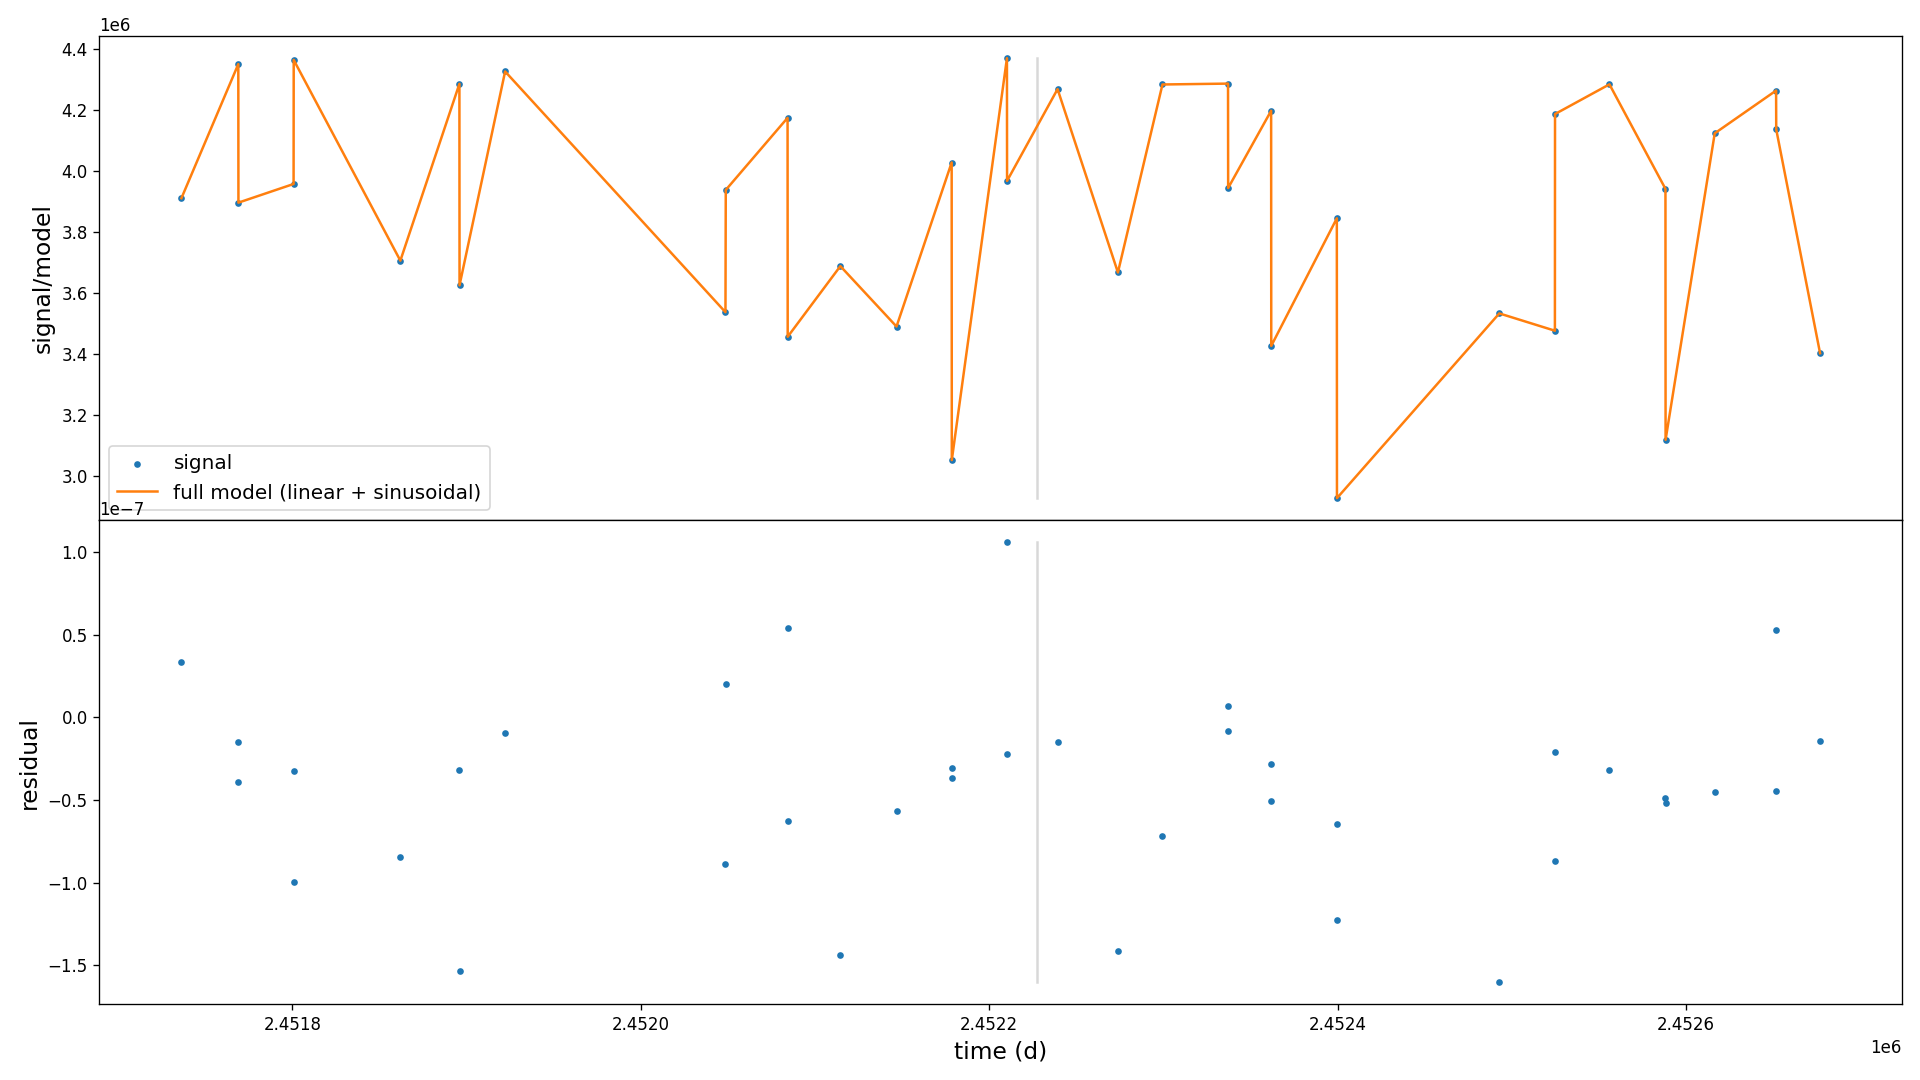 1e6
4.4
4.2
4.0
3.8
3.6
3.4
3.2
3.0
signal/model
signal
full model (linear + sinusoidal)
1e−7
1.0
0.5
0.0
−0.5
−1.0
−1.5
residual
2.4518 2.4520 2.4522 2.4524 2.4526
time (d)
1e6